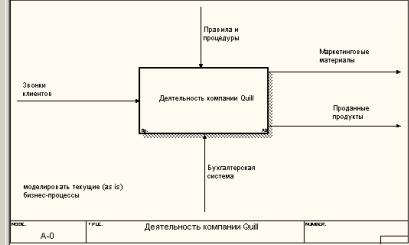 Правила и
процедуры
Маркетинговые
материалы
Звонки
клиентов
Деятельность компании Quill
Проданные
продукты
Бухгалтерская
система
моделировать текущие (as is)
бизнес-процессы
NODE:
TITLE:
Деятельность компании Quill
NUMBER:
A-0